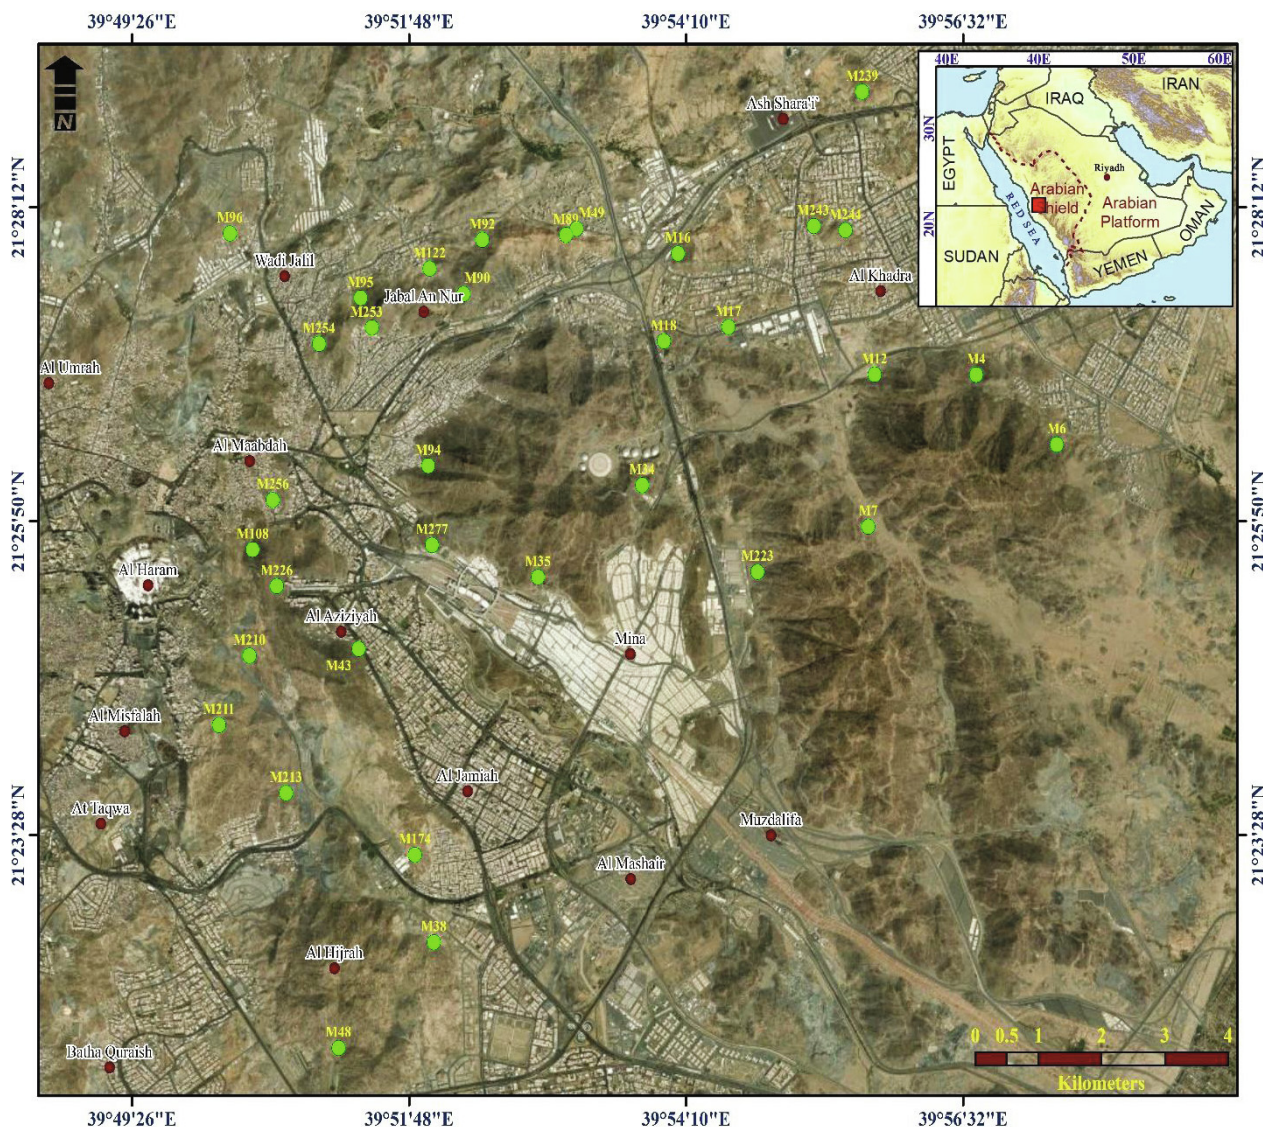 39°49'26"E
39°51'48"E
39°54'10"E
39°56'32"E
N
M239
Ash Shara'i'
21°28'12"N
21°28'12"N
M96
M92
M89
M49
M243
M244
M16
M122
Wadi Jalil
M95
M90
Al Khadra
Jabal An Nur
M253
M254
M17
M18
Al Umrah
M12
M4
M6
Al Maabdah
M94
M34
M256
21°25'50"N
21°25'50"N
M7
M108
M277
M35
M223
Al Haram
M226
Al Aziziyah
M210
M43
Mina
M211
Al Misfalah
M213
Al Jamiah
At Taqwa
21°23'28"N
21°23'28"N
Muzdalifa
M174
Al Mashair
M38
Al Hijrah
M48
Batha Quraish
0 0.5 1 2 3 4
Kilometers
39°49'26"E
39°51'48"E
39°54'10"E
39°56'32"E
40E
40E
50E
60E
30N
20N
IRAQ
IRAN
EGYPT
Riyadh
Arabian
Shield
Arabian
Platform
RED SEA
SUDAN
YEMEN
OMAN